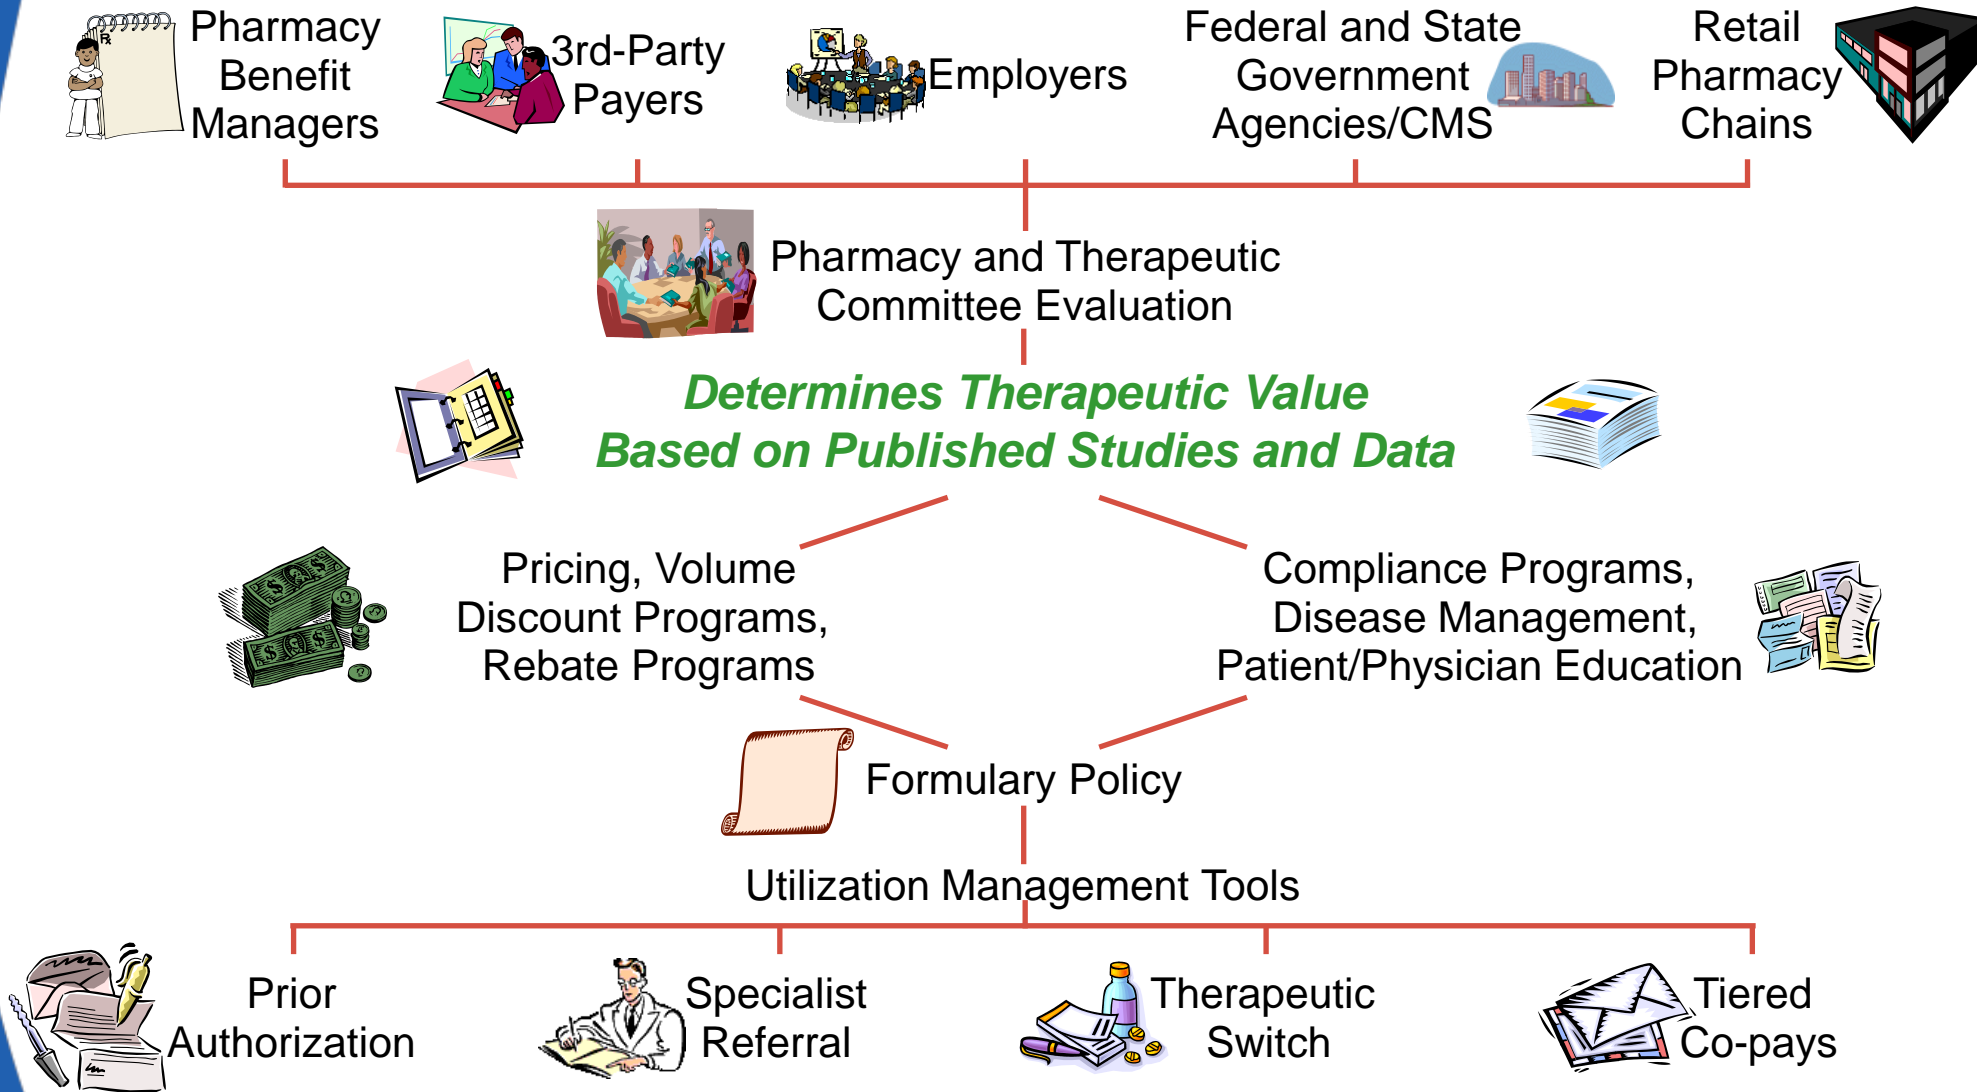 Pharmacy
Benefit
Managers
3rd-Party
Payers
Employers
Federal and State
Government
Agencies/CMS
Retail
Pharmacy
Chains
Pharmacy and Therapeutic
Committee Evaluation
Determines Therapeutic Value
Based on Published Studies and Data
Pricing, Volume
Discount Programs,
Rebate Programs
Compliance Programs,
Disease Management,
Patient/Physician Education
Formulary Policy
Utilization Management Tools
Prior
Authorization
Specialist
Referral
Therapeutic
Switch
Tiered
Co-pays